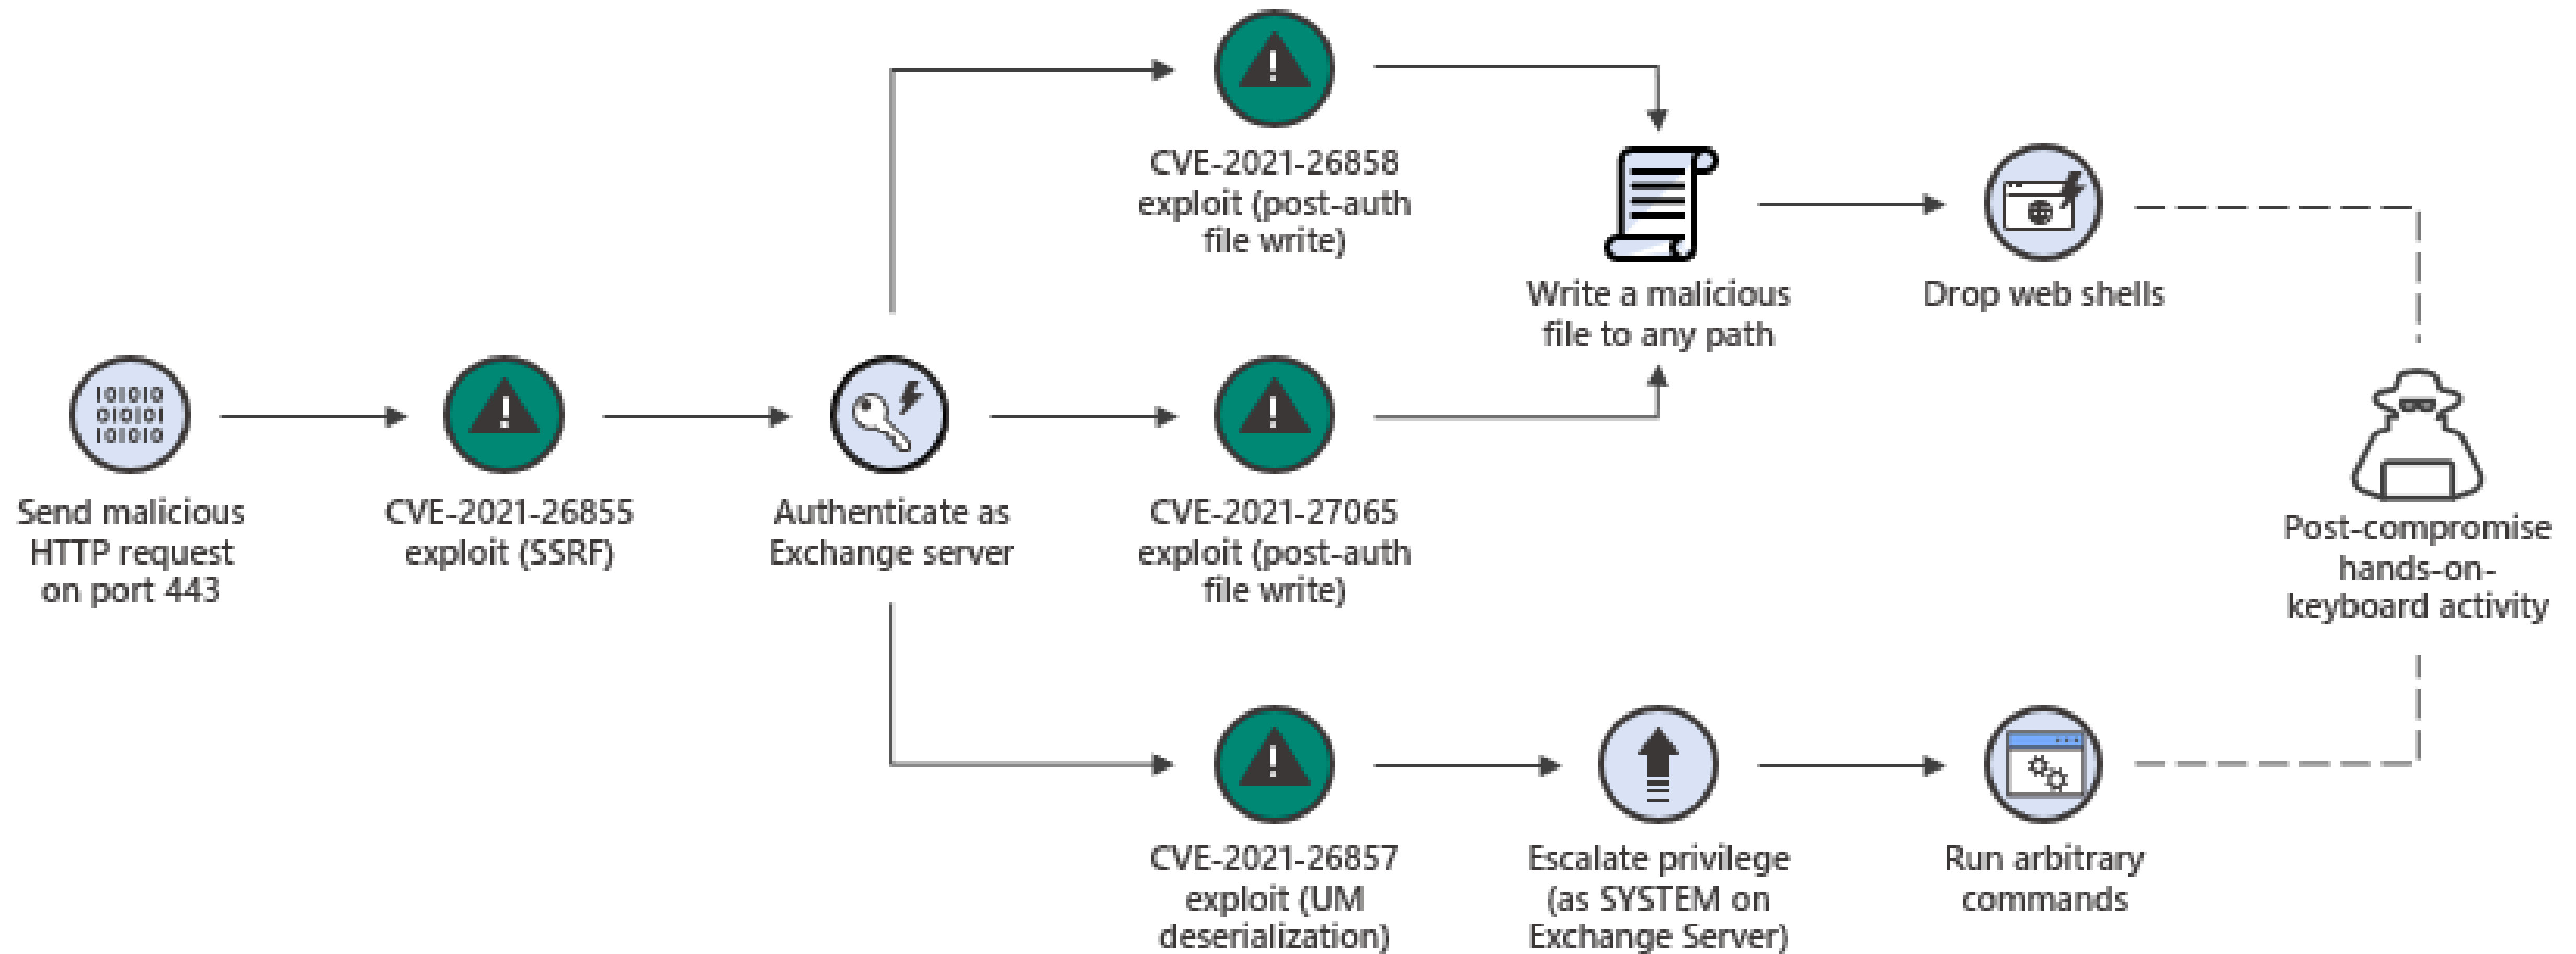 CVE-2021-26858
exploit (post-auth
file write)
Write a malicious
file to any path
Drop web shells
101010
010101
101010
Send malicious
HTTP request
on port 443
CVE-2021-26855
exploit (SSRF)
Authenticate as
Exchange server
CVE-2021-27065
exploit (post-auth
file write)
Post-compromise
hands-on-
keyboard activity
CVE-2021-26857
exploit (UM
deserialization)
Escalate privilege
(as SYSTEM on
Exchange Server)
Run arbitrary
commands